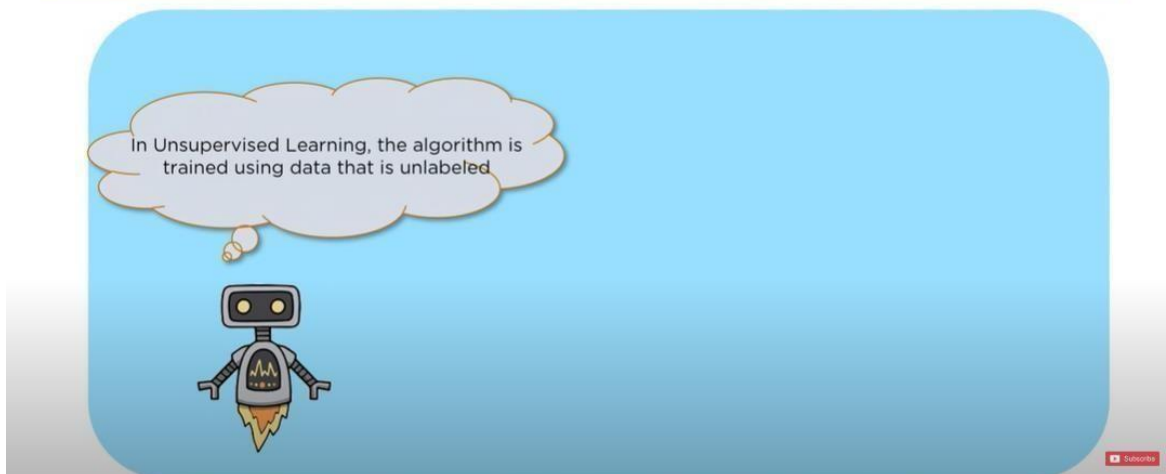 In Unsupervised Learning, the algorithm is
trained using data that is unlabeled
Subscribe